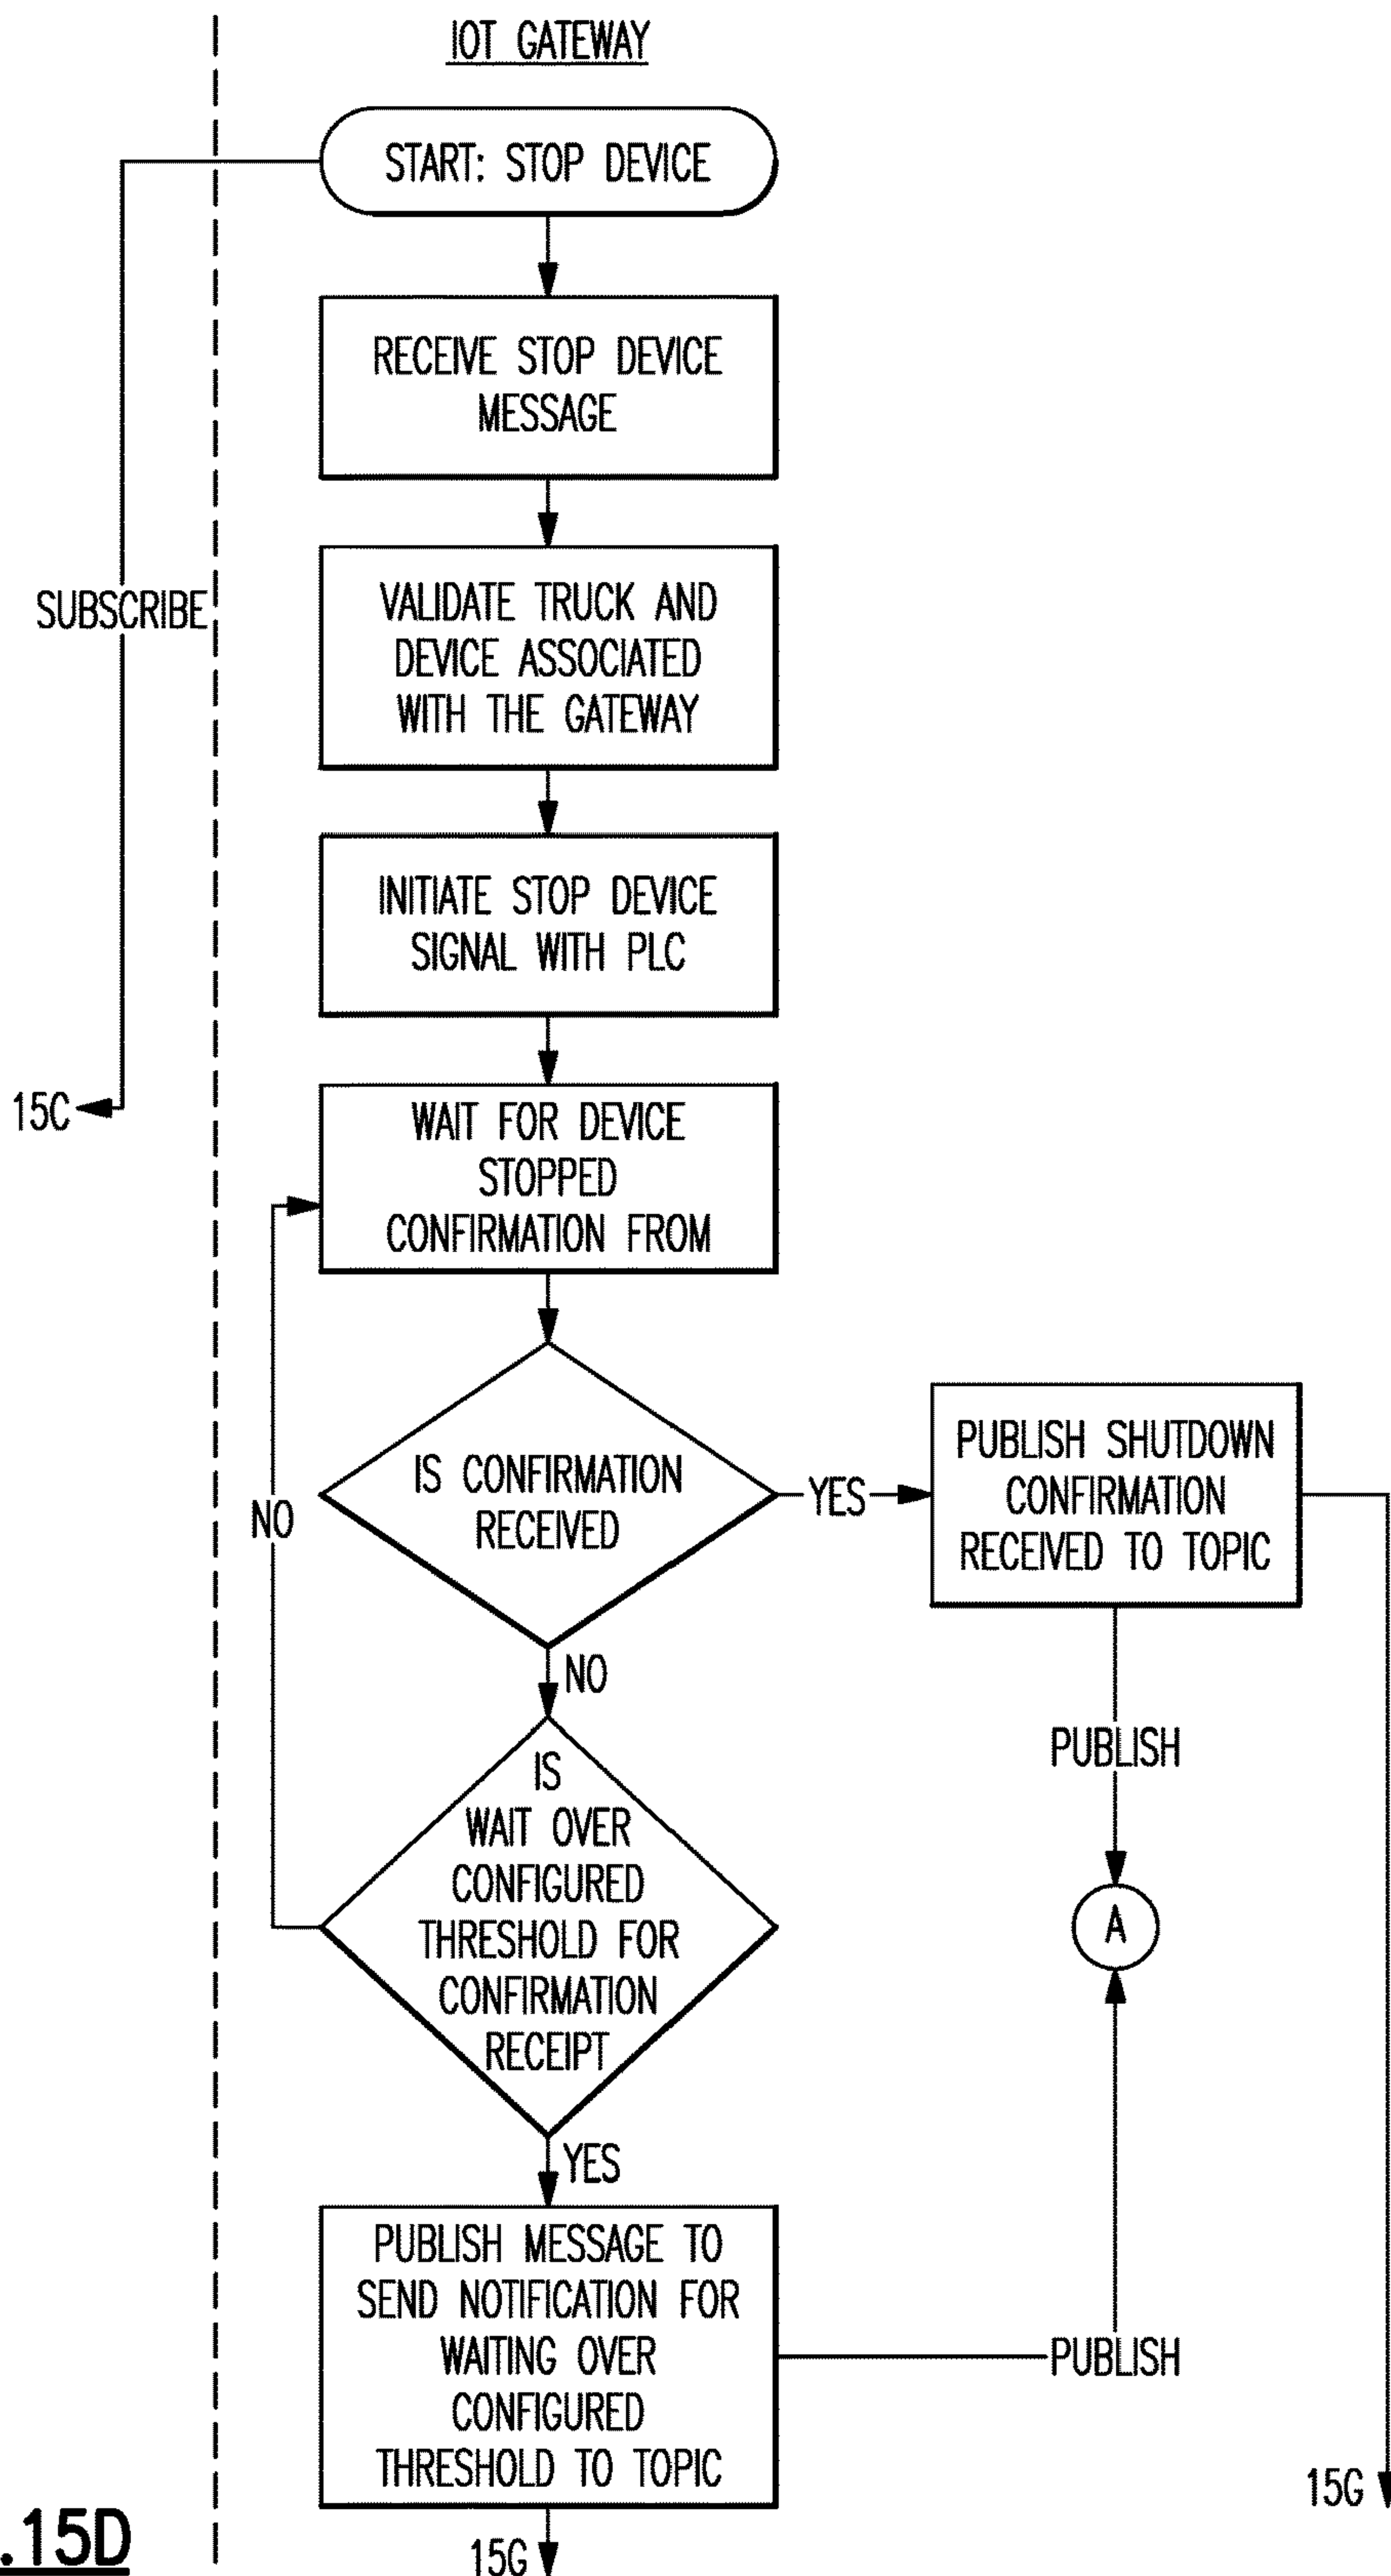 IOT GATEWAY
START: STOP DEVICE
RECEIVE STOP DEVICE
MESSAGE
SUBSCRIBE
VALIDATE TRUCK AND
DEVICE ASSOCIATED
WITH THE GATEWAY
INITIATE STOP DEVICE
SIGNAL WITH PLC
15C
WAIT FOR DEVICE
STOPPED
CONFIRMATION FROM
IS CONFIRMATION
RECEIVED
YES
PUBLISH SHUTDOWN
CONFIRMATION
RECEIVED TO TOPIC
NO
NO
PUBLISH
IS
WAIT OVER
CONFIGURED
THRESHOLD FOR
CONFIRMATION
RECEIPT
A
YES
PUBLISH MESSAGE TO
SEND NOTIFICATION FOR
WAITING OVER
CONFIGURED
THRESHOLD TO TOPIC
PUBLISH
15G
15G
.15D